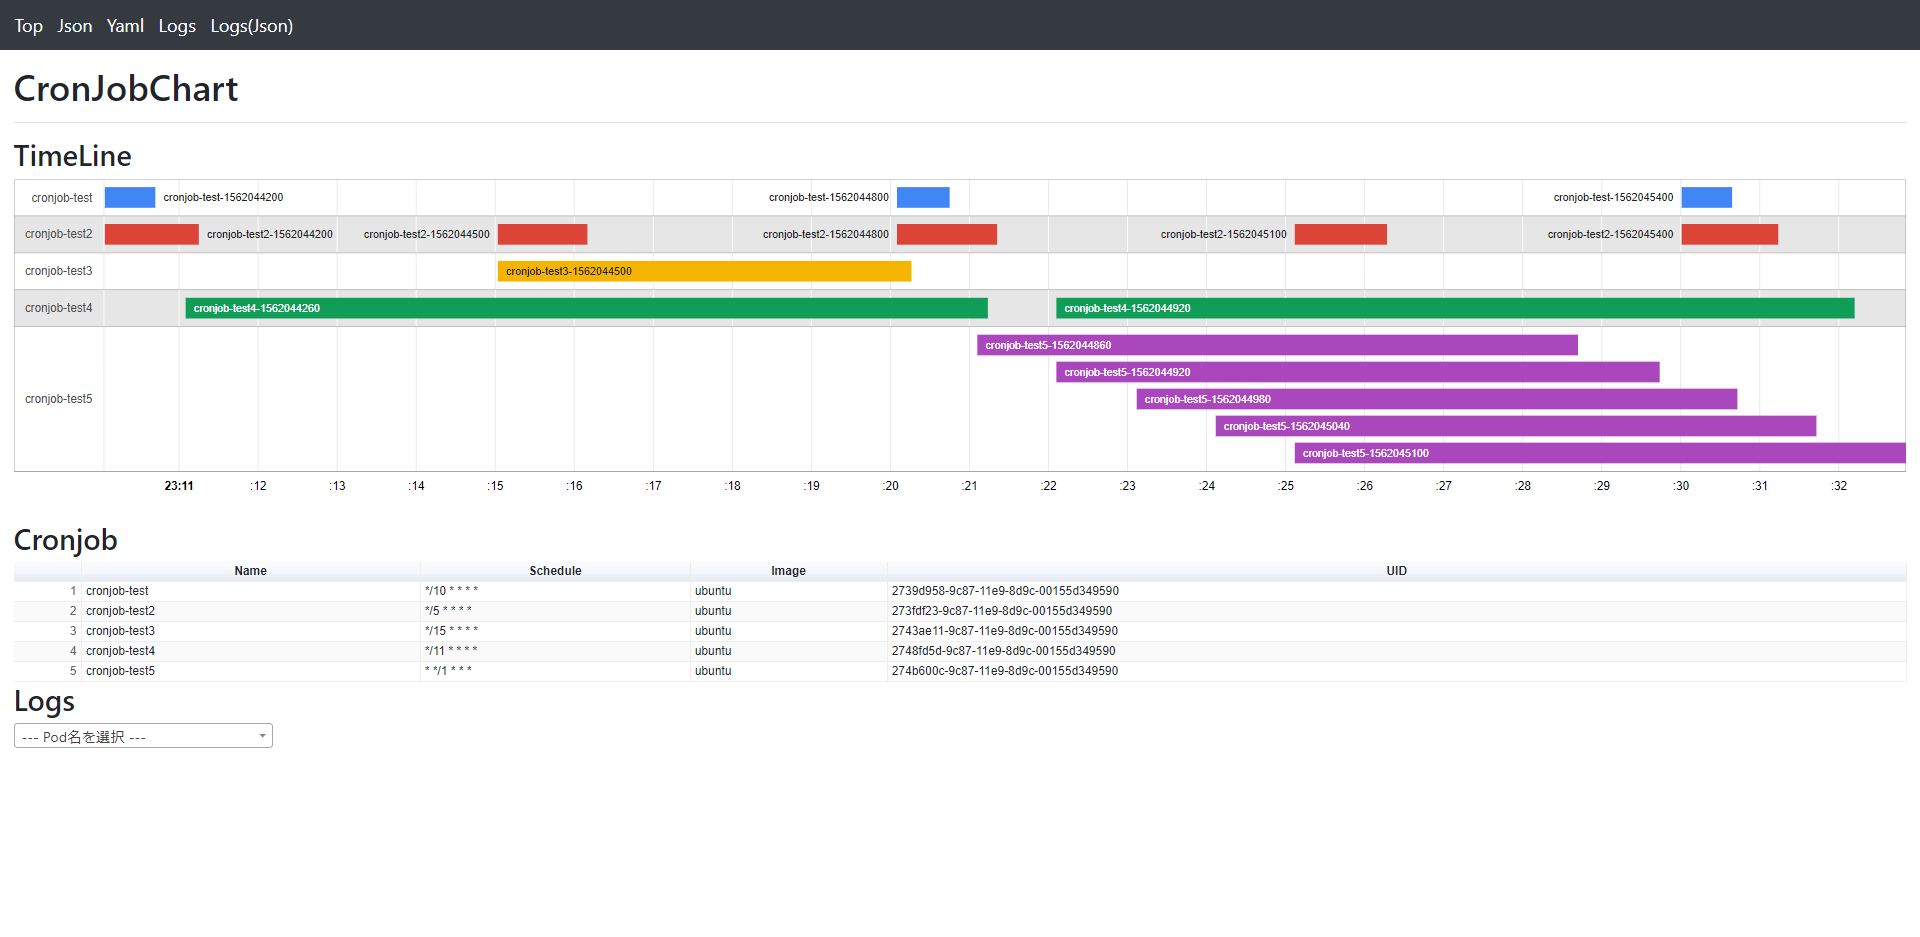 Top Json Yaml Logs Logs(Json)
CronJobChart
TimeLine
cronjob-test cronjob-test-1562044200 cronjob-test-1562044800 cronjob-test-1562045400
cronjob-test2 cronjob-test2-1562044200 cronjob-test2-1562044500 cronjob-test2-1562044800 cronjob-test2-1562045100 cronjob-test2-1562045400
cronjob-test3 cronjob-test3-1562044500
cronjob-test4 cronjob-test4-1562044260 cronjob-test4-1562044920
cronjob-test5-1562044860
cronjob-test5-1562044920
cronjob-test5 cronjob-test5-1562044980
cronjob-test5-1562045040
cronjob-test5-1562045100
23:11 :12 :13 :14 :15 :16 :17 :18 :19 :20 :21 :22 :23 :24 :25 :26 :27 :28 :29 :30 :31 :32
Cronjob
Name Schedule Image UID
1 cronjob-test */10 * * * * ubuntu 2739d958-9c87-11e9-8d9c-00155d349590
2 cronjob-test2 */5 * * * * ubuntu 273fdf23-9c87-11e9-8d9c-00155d349590
3 cronjob-test3 */15 * * * * ubuntu 2743ae11-9c87-11e9-8d9c-00155d349590
4 cronjob-test4 */11 * * * * ubuntu 2748fd5d-9c87-11e9-8d9c-00155d349590
5 cronjob-test5 * */1 * * * ubuntu 274b600c-9c87-11e9-8d9c-00155d349590
Logs
--- Pod名を選択 ---